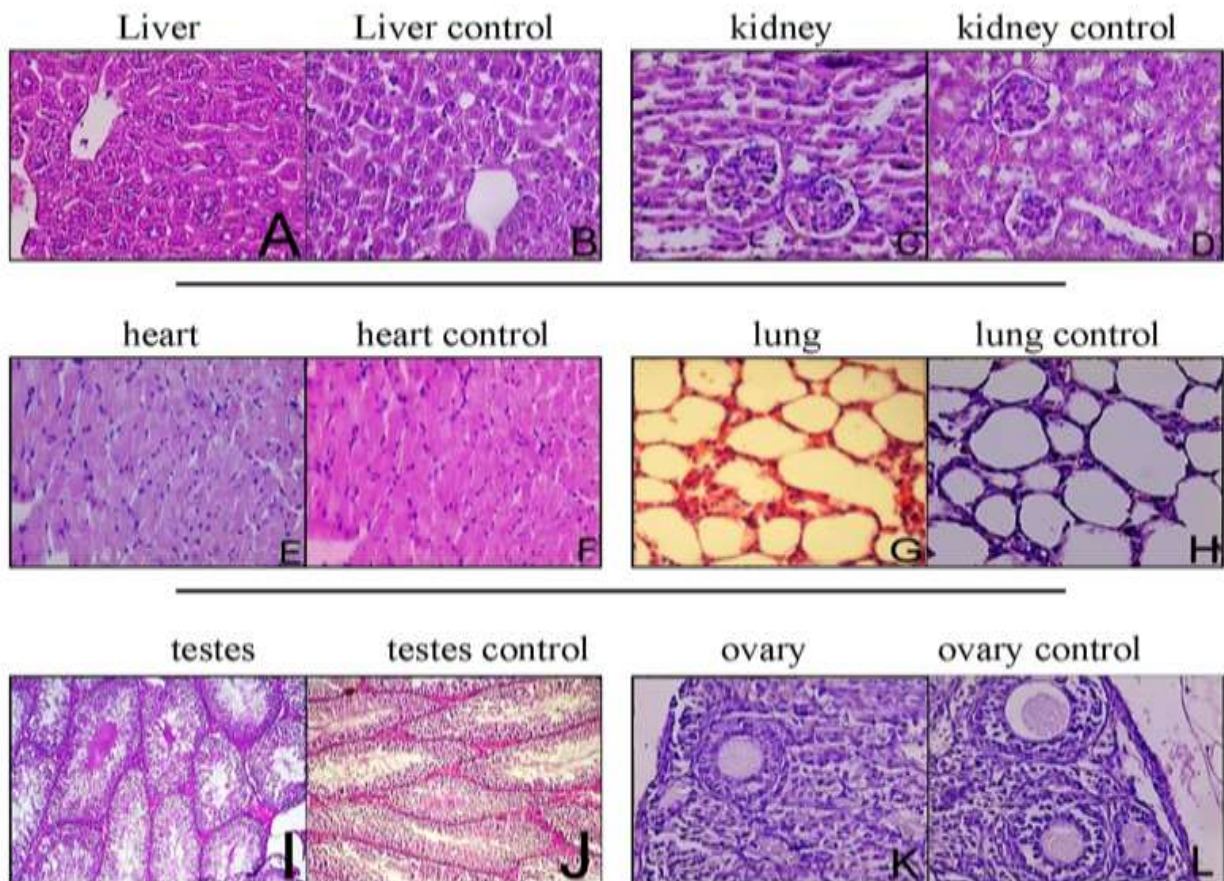 Liver Liver control kidney kidney control
A B C D
heart heart control lung lung control
E F G H
testes testes control ovary ovary control
I J K L